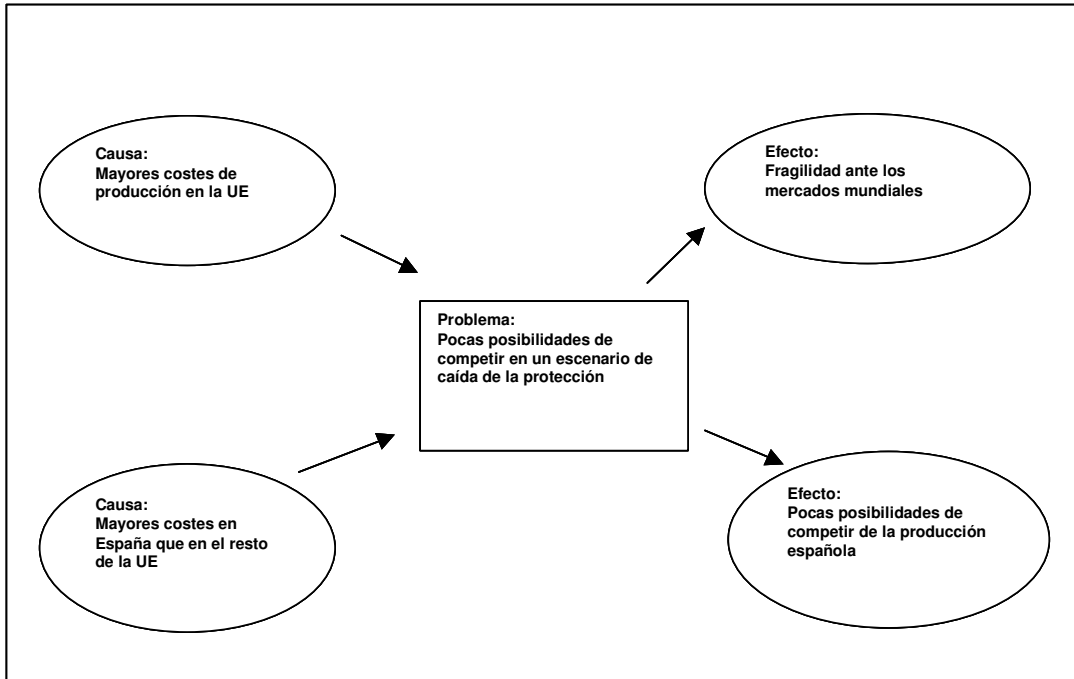 Causa:
Mayores costes de
producción en la UE
Efecto:
Fragilidad ante los
mercados mundiales
Problema:
Pocas posibilidades de
competir en un escenario de
caída de la protección
Causa:
Mayores costes en
España que en el resto
de la UE
Efecto:
Pocas posibilidades de
competir de la producción
española